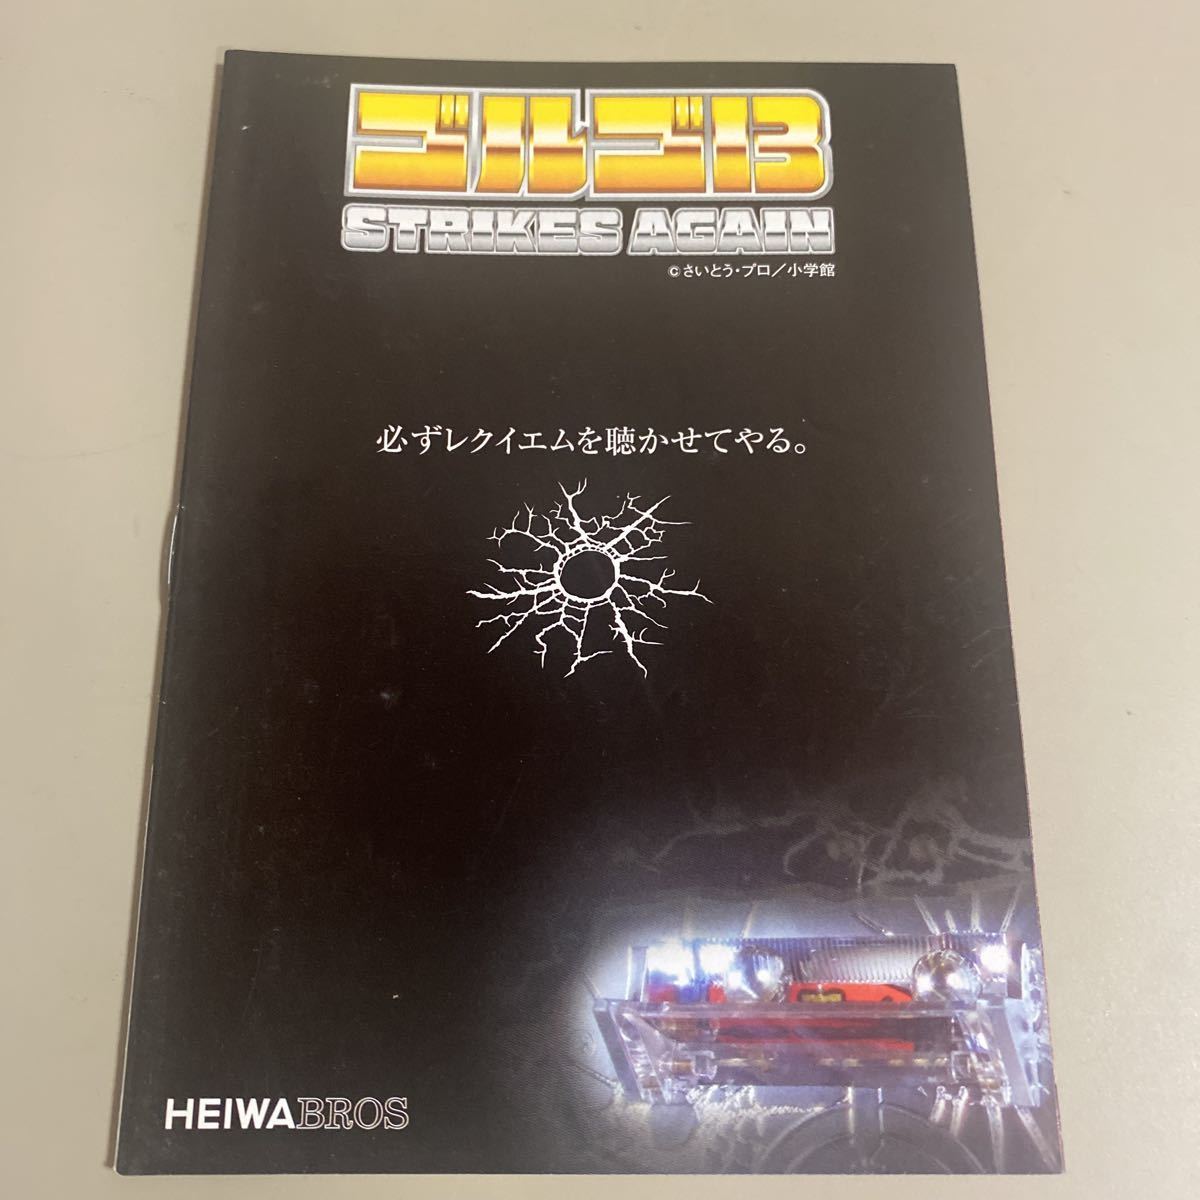 ゴルゴ13
STRIKES AGAIN
©さいとう・プロ／小学館
必ずレクイエムを聴かせてやる。
HEIWABROS